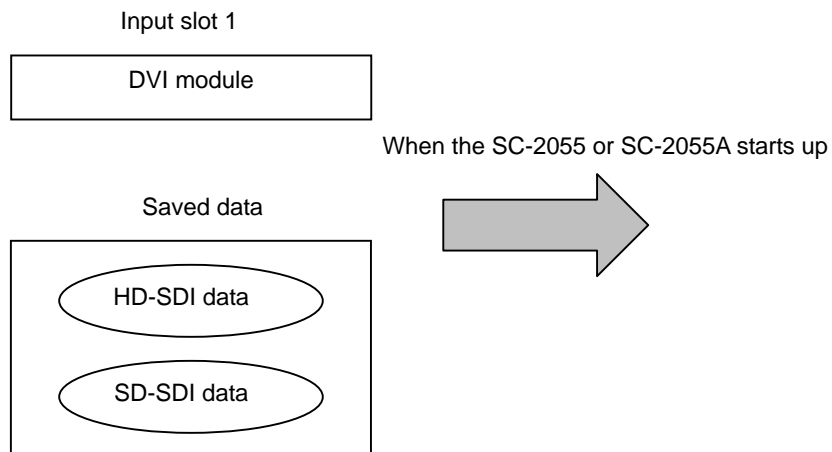 Input slot 1
DVI module
When the SC-2055 or SC-2055A starts up
Saved data
HD-SDI data
SD-SDI data